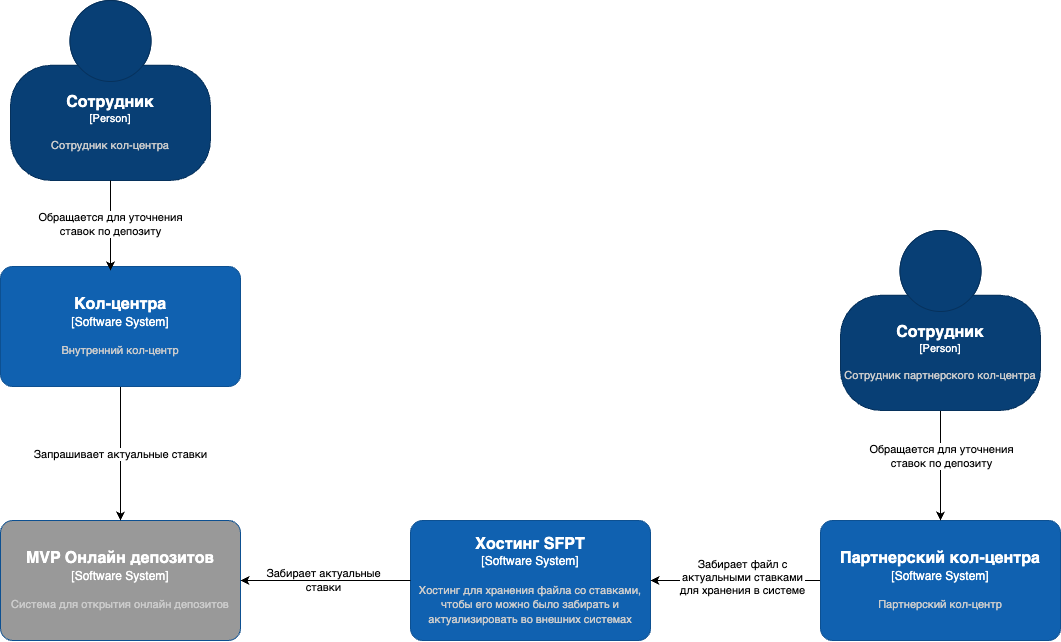 Сотрудник
[Person]
Сотрудник кол-центра
Обращается для уточнения
ставок по депозиту
Кол-центра
[Software System]
Внутренний кол-центр
Запрашивает актуальные ставки
MVP Онлайн депозитов
[Software System]
Система для открытия онлайн депозитов
Забирает актуальные
ставки
Хостинг SFPT
[Software System]
Хостинг для хранения файла со ставками,
чтобы его можно было забирать и
актуализировать во внешних системах
Забирает файл с
актуальными ставками
для хранения в системе
Сотрудник
[Person]
Сотрудник партнерского кол-центра
Обращается для уточнения
ставок по депозиту
Партнерский кол-центра
[Software System]
Партнерский кол-центр